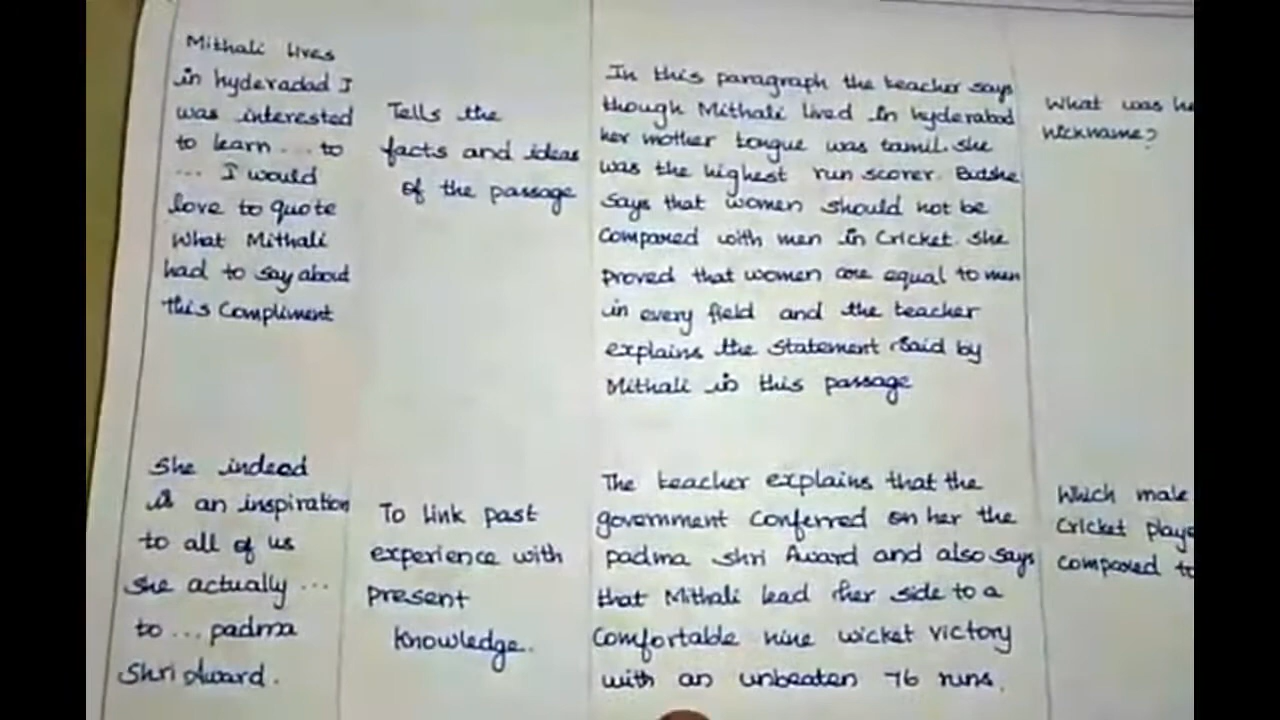 Mithali lives
in hyderadad I
was interested
to learn ... to
... I would
love to quote
what Mithali
had to say about
this Compliment
Tells the
facts and ideas
of the passage
In this paragraph the teacher says
though Mithali lived in hyderabad
her mother tongue was tamil. she
was the highest run scorer. But she
says that women should not be
Compared with men in Cricket. she
proved that women are equal to men
in every field and the teacher
explains the statement said by
Mithali in this passage
What was he
nickname?
She indeed
is an inspiration
to all of us
she actually ...
to ... padma
Shri Award.
To link past
experience with
present
knowledge.
The teacher explains that the
government Conferred on her the
padma shri Award and also says
that Mithali lead her side to a
Comfortable nine wicket victory
with an unbeaten 76 runs.
Which male
Cricket playe
compared to